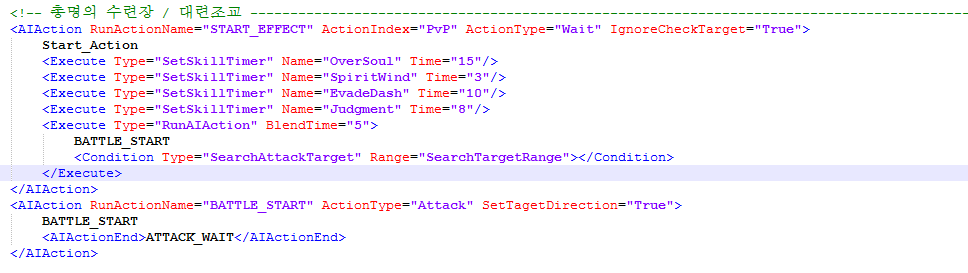 <!-- 총명의 수련장 / 대련조교 ------------------------------------------------------------------------------------------
<AIAction RunActionName="START_EFFECT" ActionIndex="PvP" ActionType="Wait" IgnoreCheckTarget="True">
Start_Action
<Execute Type="SetSkillTimer" Name="OverSoul" Time="15"/>
<Execute Type="SetSkillTimer" Name="SpiritWind" Time="3"/>
<Execute Type="SetSkillTimer" Name="EvadeDash" Time="10"/>
<Execute Type="SetSkillTimer" Name="Judgment" Time="8"/>
<Execute Type="RunAIAction" BlendTime="5">
BATTLE_START
<Condition Type="SearchAttackTarget" Range="SearchTargetRange"></Condition>
</Execute>
</AIAction>
<AIAction RunActionName="BATTLE_START" ActionType="Attack" SetTagetDirection="True">
BATTLE_START
<AIActionEnd>ATTACK_WAIT</AIActionEnd>
</AIAction>